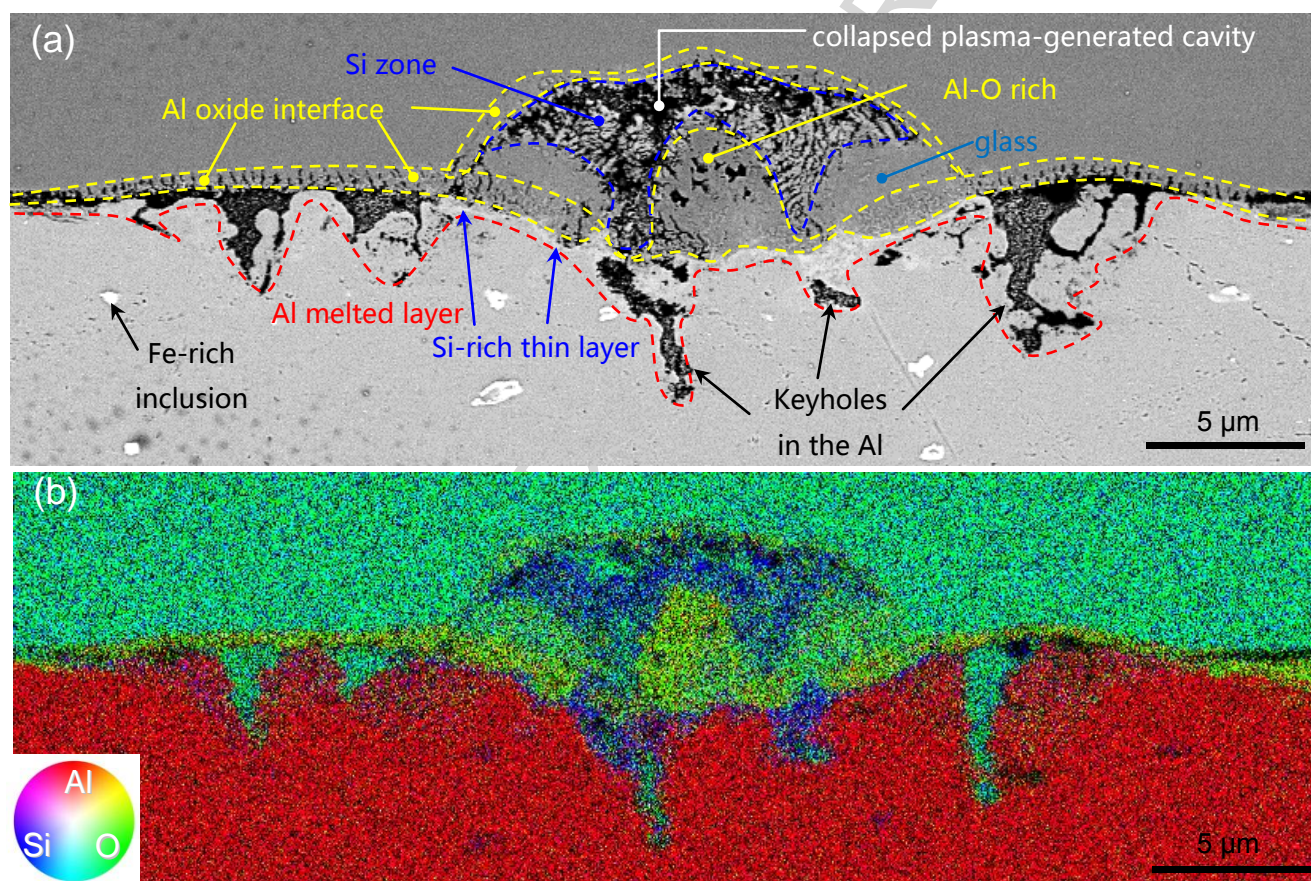 (a)
collapsed plasma-generated cavity
Si zone
Al-O rich
Al oxide interface
glass
Al melted layer
Si-rich thin layer
Fe-rich
inclusion
Keyholes
in the Al
5 μm
(b)
Al
Si
O
5 μm